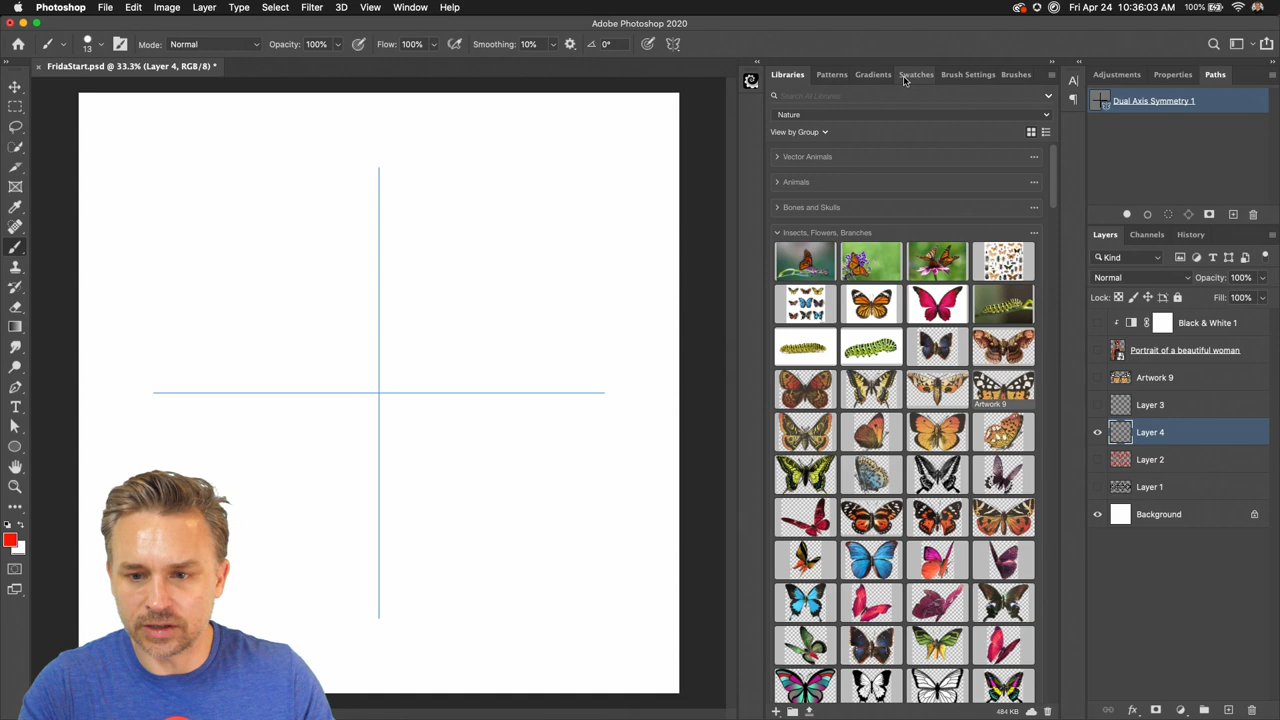 Photoshop File Edit Image Layer Type Select Filter 3D View Window Help 100% Fri Apr 24 10:36:03 AM
Adobe Photoshop 2020
13 Mode: Normal Opacity: 100% Flow: 100% Smoothing: 10% 0°
FridaStart.psd @ 33.3% (Layer 4, RGB/8) *
Libraries Patterns Gradients Swatches Brush Settings Brushes
Search All Libraries
Nature
View by Group
Vector Animals
Animals
Bones and Skulls
Insects, Flowers, Branches
Artwork 9
484 KB
Adjustments Properties Paths
Dual Axis Symmetry 1
Layers Channels History
Kind
Normal Opacity: 100%
Lock: Fill: 100%
Black & White 1
Portrait of a beautiful woman
Artwork 9
Layer 3
Layer 4
Layer 2
Layer 1
Background